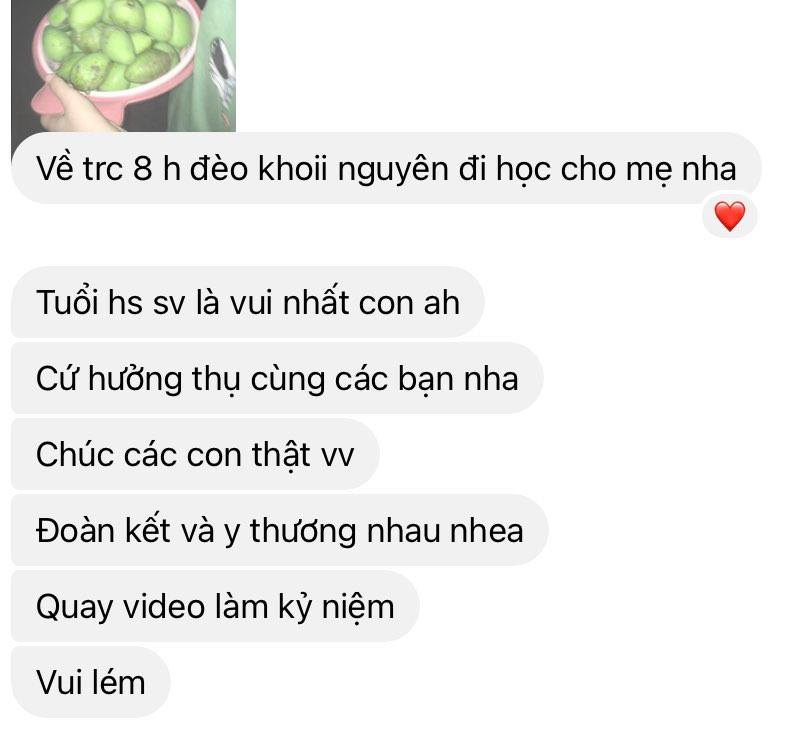 Về trc 8 h đèo khoii nguyên đi học cho mẹ nha
Tuổi hs sv là vui nhất con ah
Cứ hưởng thụ cùng các bạn nha
Chúc các con thật vv
Đoàn kết và y thương nhau nhea
Quay video làm kỷ niệm
Vui lém